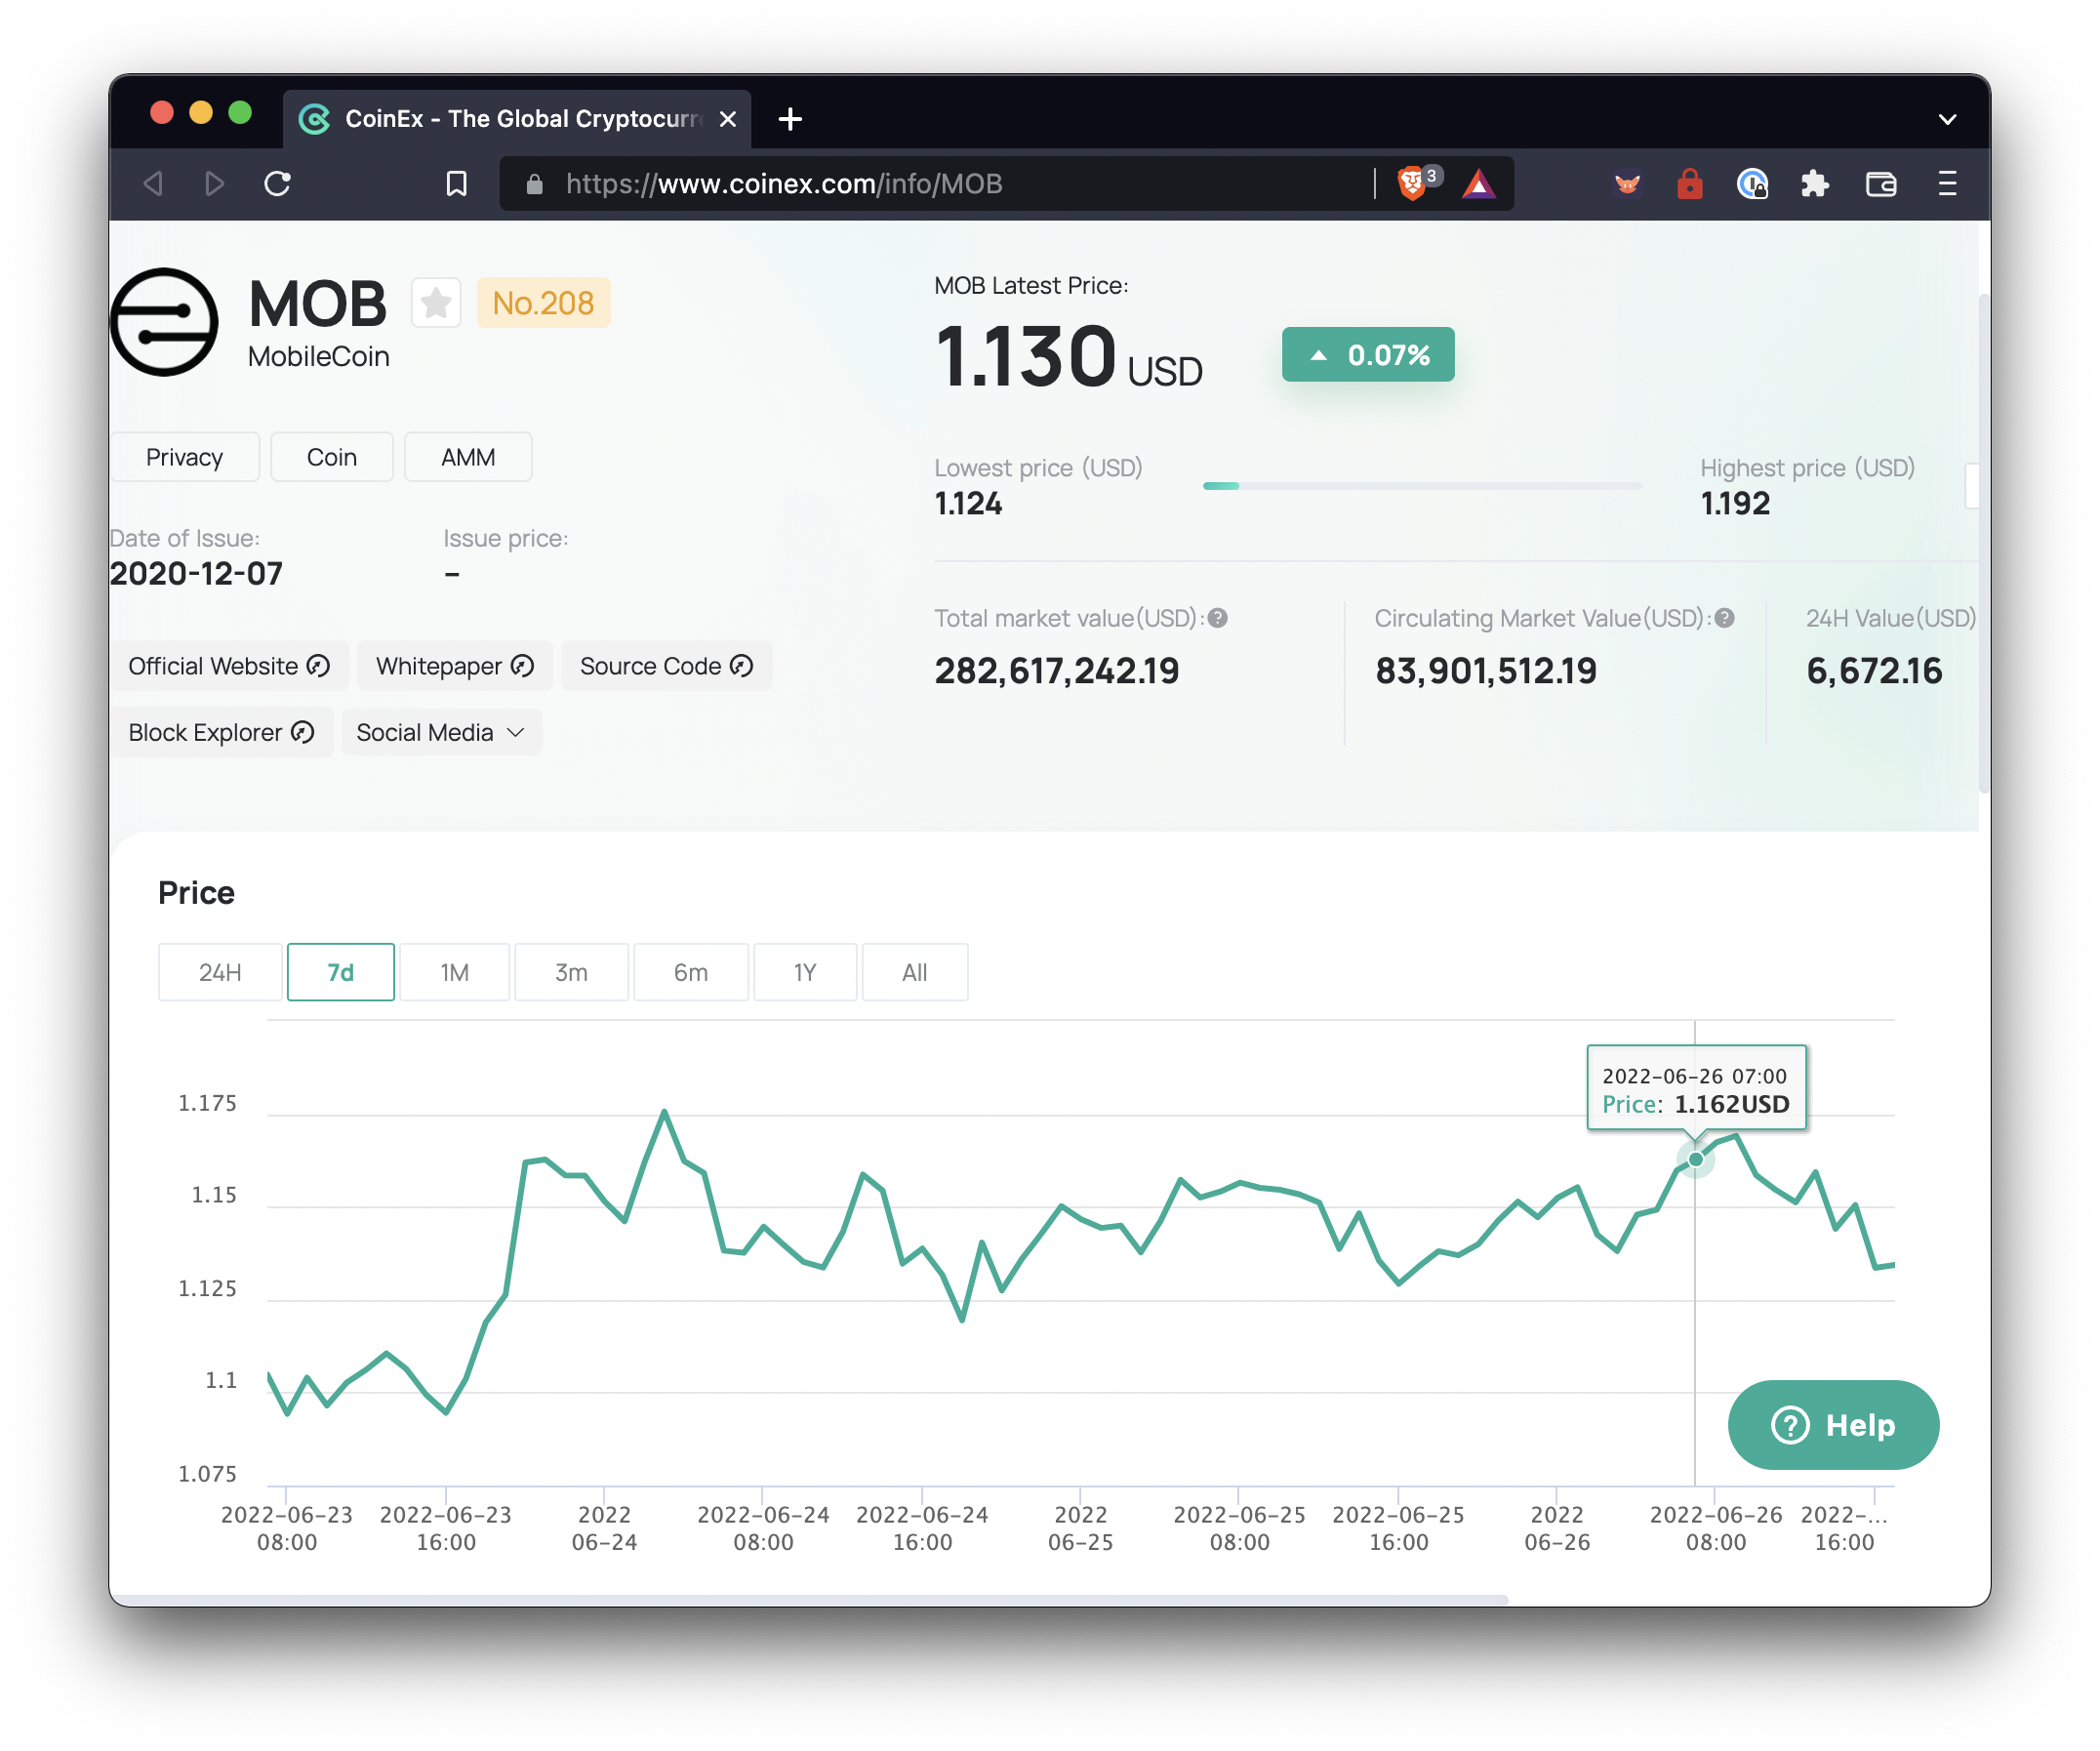 CoinEx - The Global Cryptocurr
https://www.coinex.com/info/MOB
3
MOB
No.208
MobileCoin
Privacy
Coin
AMM
Date of Issue:
Issue price:
2020-12-07
–
Official Website
Whitepaper
Source Code
Block Explorer
Social Media
MOB Latest Price:
1.130 USD
0.07%
Lowest price (USD)
1.124
Highest price (USD)
1.192
Total market value(USD):
282,617,242.19
Circulating Market Value(USD):
83,901,512.19
24H Value(USD)
6,672.16
Price
24H
7d
1M
3m
6m
1Y
All
2022-06-26 07:00
Price: 1.162USD
1.175
1.15
1.125
1.1
1.075
2022-06-23
08:00
2022-06-23
16:00
2022
06-24
2022-06-24
08:00
2022-06-24
16:00
2022
06-25
2022-06-25
08:00
2022-06-25
16:00
2022
06-26
2022-06-26
08:00
2022-...
16:00
Help